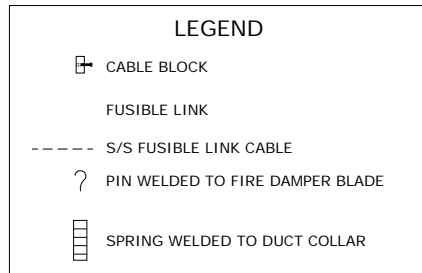 LEGEND
CABLE BLOCK
FUSIBLE LINK
S/S FUSIBLE LINK CABLE
PIN WELDED TO FIRE DAMPER BLADE
SPRING WELDED TO DUCT COLLAR